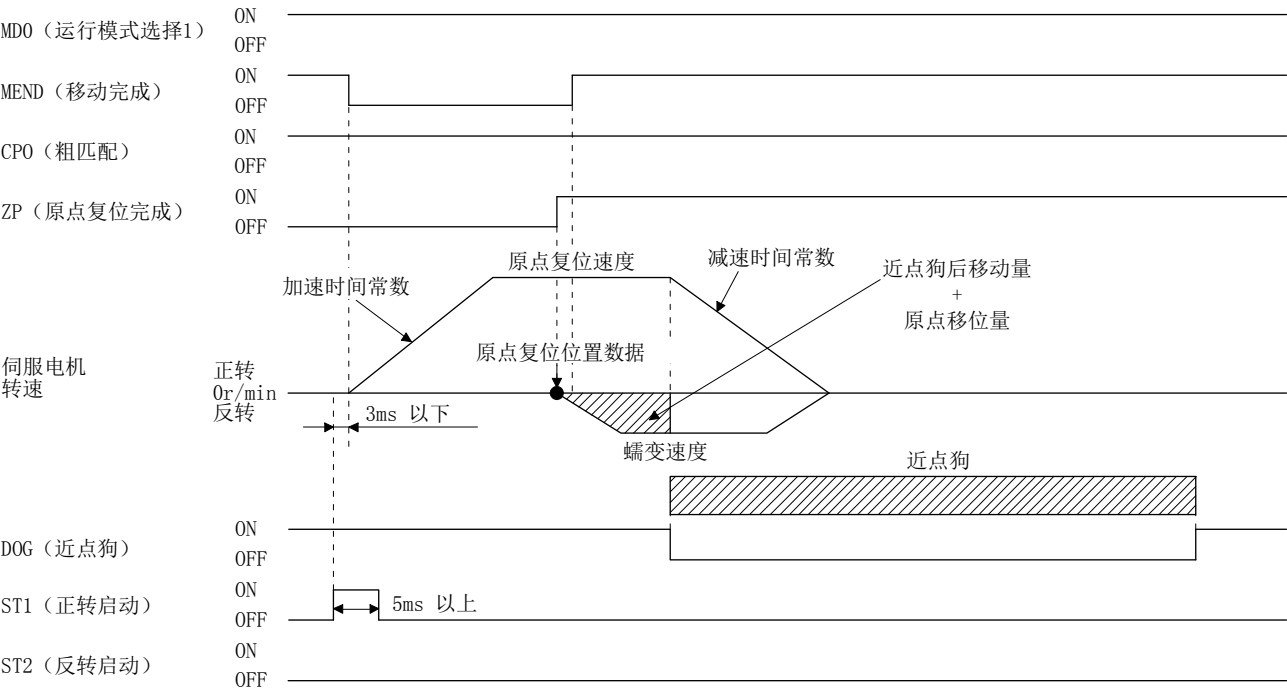 MD0（运行模式选择1）
ON
OFF
MEND（移动完成）
ON
OFF
CPO（粗匹配）
ON
OFF
ZP（原点复位完成）
ON
OFF
加速时间常数
原点复位速度
减速时间常数
近点狗后移动量
+
原点移位量
原点复位位置数据
伺服电机
转速
正转
0r/min
反转
3ms 以下
蠕变速度
近点狗
DOG（近点狗）
ON
OFF
ST1（正转启动）
ON
OFF
5ms 以上
ST2（反转启动）
ON
OFF